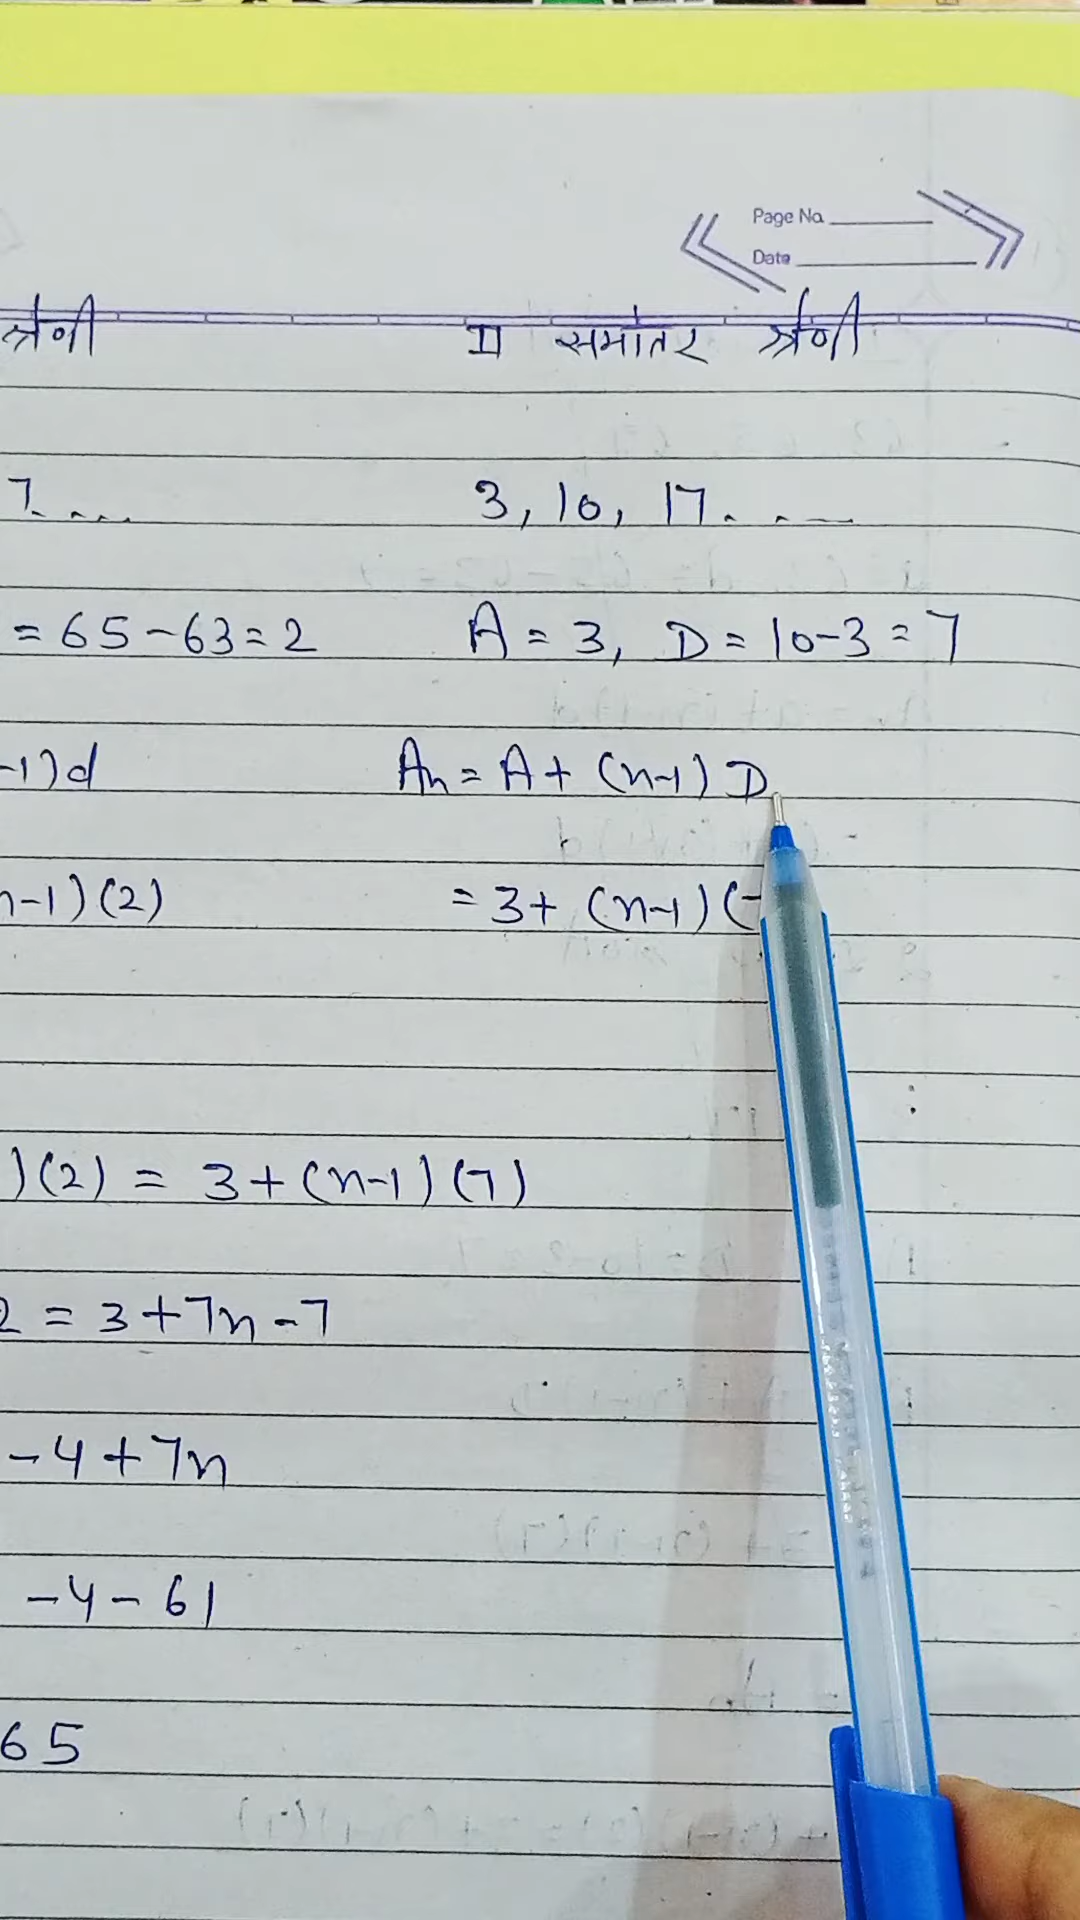 Page No.
Date
श्रेणी II समांतर श्रेणी
7. . . . . 3, 10, 17. . . . .
= 65 - 63 = 2 A = 3, D = 10 - 3 = 7
-1) d An = A + (n-1) D
n-1) (2) = 3 + (n-1) (
) (2) = 3 + (n-1) (7)
2 = 3 + 7n - 7
- 4 + 7n
- 4 - 61
65